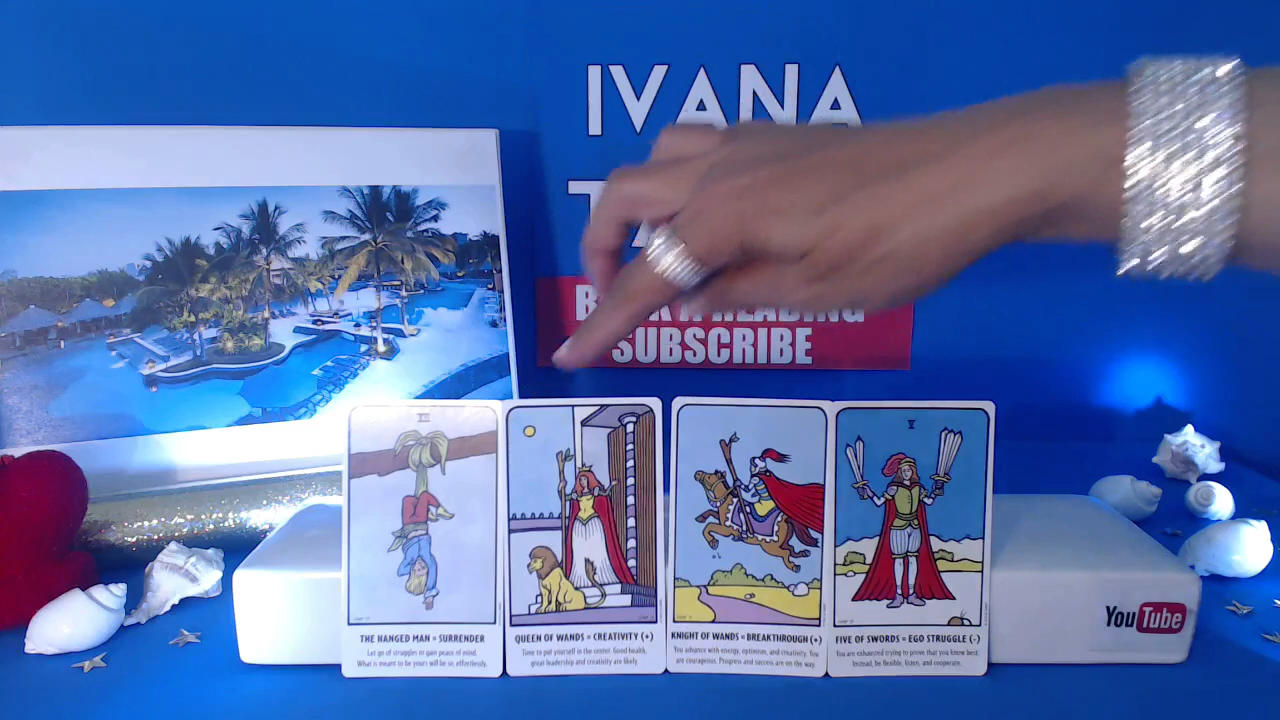 IVANA
SUBSCRIBE
XII
THE HANGED MAN = SURRENDER
Let go of struggles to gain peace of mind.
What is meant to be yours will be so, effortlessly.
QUEEN OF WANDS = CREATIVITY (+)
Time to put yourself in the center. Good health,
great leadership and creativity are likely.
KNIGHT OF WANDS = BREAKTHROUGH (+)
You advance with energy, optimism, and creativity. You
are courageous. Progress and success are on the way.
V
FIVE OF SWORDS = EGO STRUGGLE (-)
You are exhausted trying to prove that you know best.
Instead, be flexible, listen, and cooperate.
YouTube